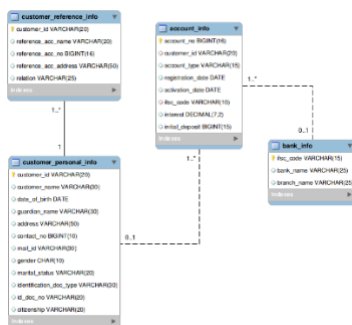 customer_reference_info
customer_id VARCHAR(20)
reference_acc_name VARCHAR(20)
reference_acc_no BIGINT(16)
reference_acc_address VARCHAR(50)
relation VARCHAR(25)
Indexes
1..*
1
customer_personal_info
customer_id VARCHAR(20)
customer_name VARCHAR(30)
date_of_birth DATE
guardian_name VARCHAR(30)
address VARCHAR(50)
contact_no BIGINT(10)
mail_id VARCHAR(30)
gender CHAR(10)
marital_status VARCHAR(20)
identification_doc_type VARCHAR(30)
id_doc_no VARCHAR(20)
citizenship VARCHAR(20)
Indexes
0..1
account_info
account_no BIGINT(16)
customer_id VARCHAR(20)
account_type VARCHAR(15)
registration_date DATE
activation_date DATE
ifsc_code VARCHAR(10)
interest DECIMAL(7,2)
initial_deposit BIGINT(15)
Indexes
1..*
1..*
0..1
bank_info
ifsc_code VARCHAR(15)
bank_name VARCHAR(25)
branch_name VARCHAR(25)
Indexes